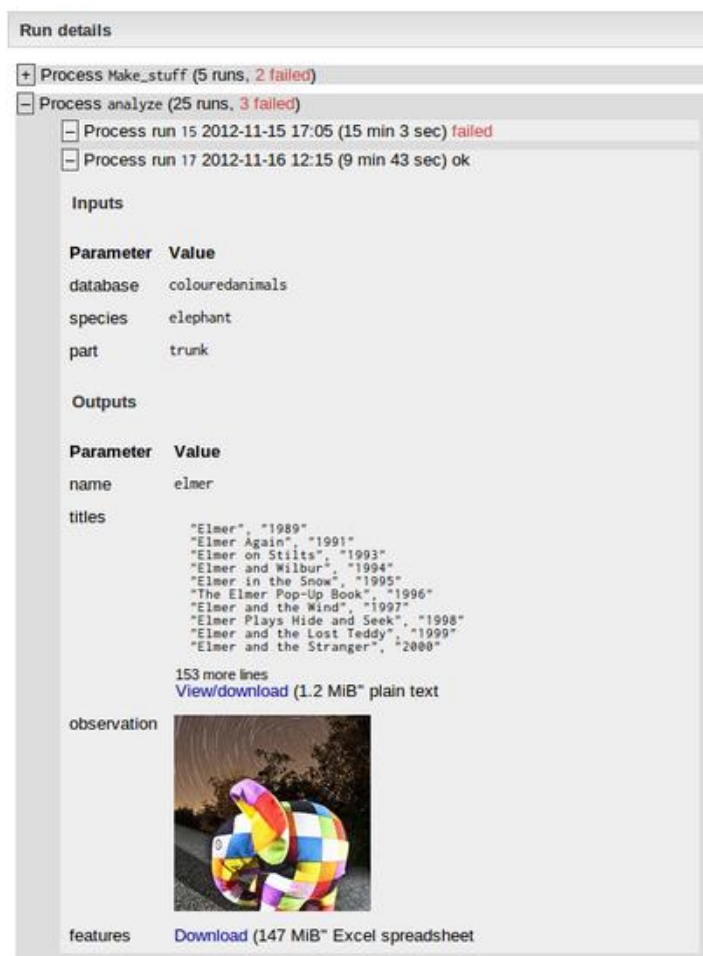 Run details
+ Process Make_stuff (5 runs, 2 failed)
– Process analyze (25 runs, 3 failed)
– Process run 15 2012-11-15 17:05 (15 min 3 sec) failed
– Process run 17 2012-11-16 12:15 (9 min 43 sec) ok
Inputs
Parameter Value
database colouredanimals
species elephant
part trunk
Outputs
Parameter Value
name elmer
titles
"Elmer", "1989"
"Elmer Again", "1991"
"Elmer on Stilts", "1993"
"Elmer and Wilbur", "1994"
"Elmer in the Snow", "1995"
"The Elmer Pop-Up Book", "1996"
"Elmer and the Wind", "1997"
"Elmer Plays Hide and Seek", "1998"
"Elmer and the Lost Teddy", "1999"
"Elmer and the Stranger", "2000"
153 more lines
View/download (1.2 MiB" plain text
observation
features Download (147 MiB" Excel spreadsheet